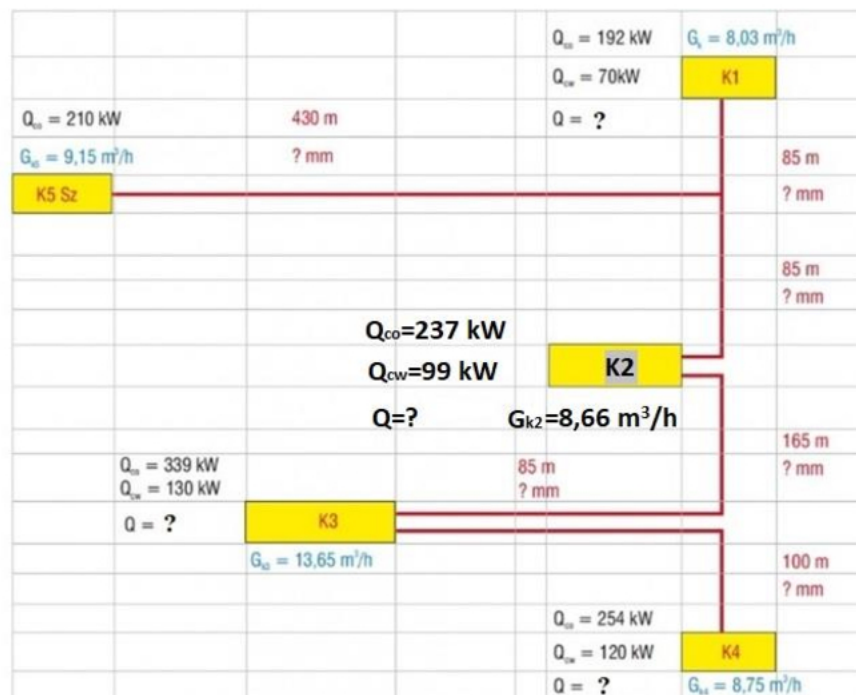 Qco = 192 kW
Gk = 8,03 m³/h
Qcw = 70kW
K1
Q = ?
Qco = 210 kW
430 m
Gk5 = 9,15 m³/h
? mm
85 m
K5 Sz
? mm
85 m
? mm
Qco=237 kW
K2
Qcw=99 kW
Q=?
Gk2=8,66 m³/h
165 m
? mm
Qco = 339 kW
85 m
Qcw = 130 kW
? mm
Q = ?
K3
Gk3 = 13,65 m³/h
100 m
? mm
Qco = 254 kW
Qcw = 120 kW
K4
Q = ?
Gk4 = 8,75 m³/h